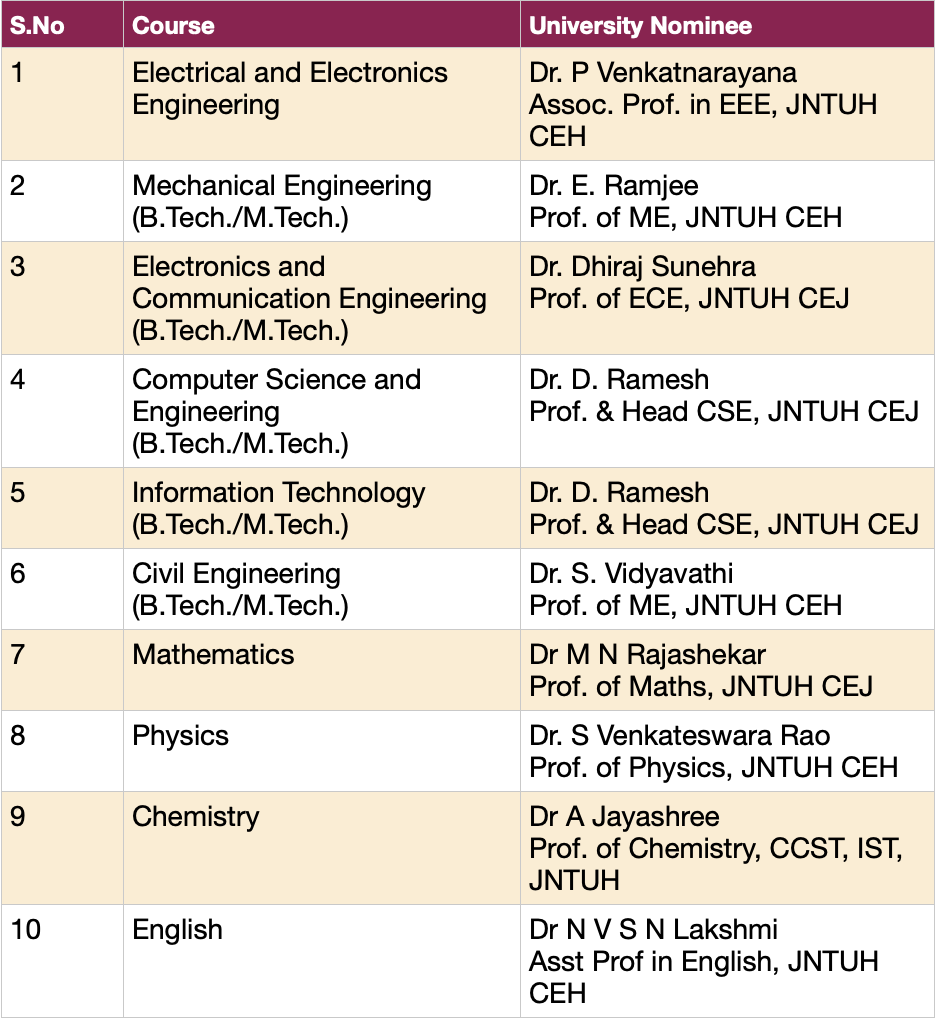 S.No Course University Nominee
1 Electrical and Electronics Dr. P Venkatnarayana
Engineering Assoc. Prof. in EEE, JNTUH
CEH
2 Mechanical Engineering Dr. E. Ramjee
(B.Tech./M.Tech.) Prof. of ME, JNTUH CEH
3 Electronics and Dr. Dhiraj Sunehra
Communication Engineering Prof. of ECE, JNTUH CEJ
(B.Tech./M.Tech.)
4 Computer Science and Dr. D. Ramesh
Engineering Prof. & Head CSE, JNTUH CEJ
(B.Tech./M.Tech.)
5 Information Technology Dr. D. Ramesh
(B.Tech./M.Tech.) Prof. & Head CSE, JNTUH CEJ
6 Civil Engineering Dr. S. Vidyavathi
(B.Tech./M.Tech.) Prof. of ME, JNTUH CEH
7 Mathematics Dr M N Rajashekar
Prof. of Maths, JNTUH CEJ
8 Physics Dr. S Venkateswara Rao
Prof. of Physics, JNTUH CEH
9 Chemistry Dr A Jayashree
Prof. of Chemistry, CCST, IST,
JNTUH
10 English Dr N V S N Lakshmi
Asst Prof in English, JNTUH
CEH